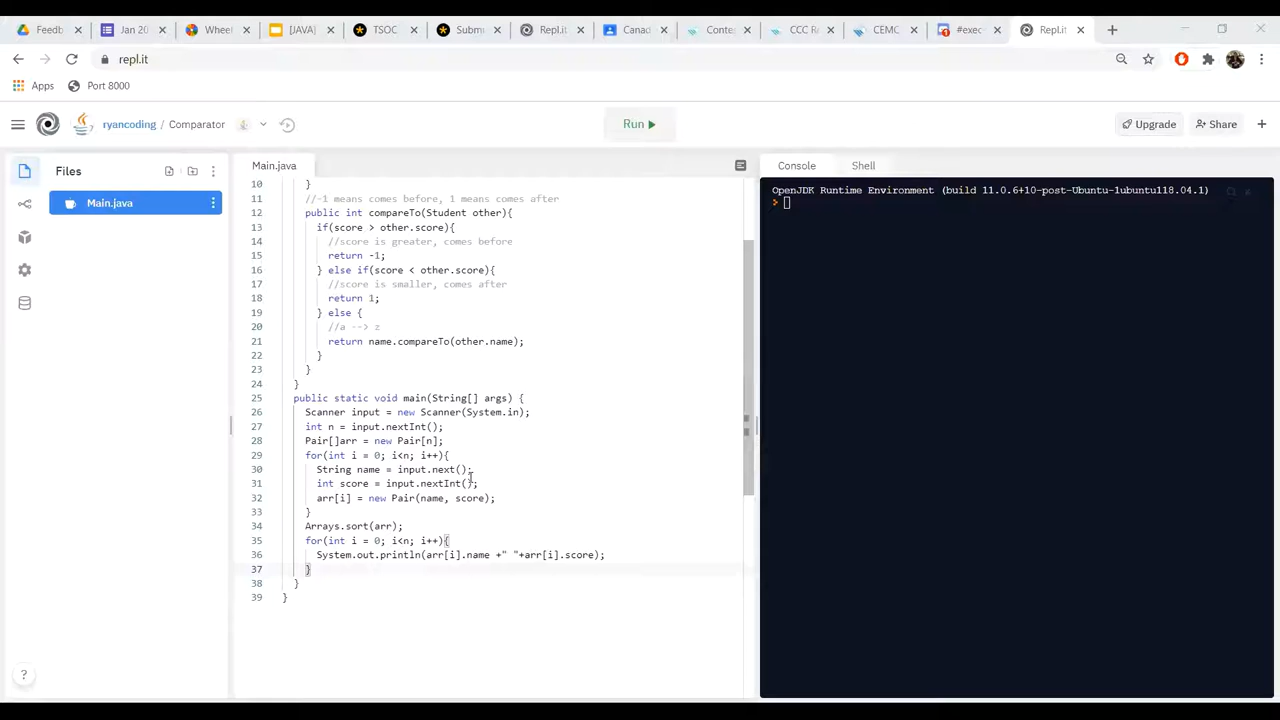 Feedb
Jan 20
Wheel
[JAVA]
TSOC
Subm
Repl.it
Canad
Conte
CCC R
CEMC
#exec
Repl.it
repl.it
Apps
Port 8000
ryancoding / Comparator
Run
Upgrade
Share
Files
Main.java
Main.java
Console
Shell
10 }
11 //-1 means comes before, 1 means comes after
12 public int compareTo(Student other){
13 if(score > other.score){
14 //score is greater, comes before
15 return -1;
16 } else if(score < other.score){
17 //score is smaller, comes after
18 return 1;
19 } else {
20 //a --> z
21 return name.compareTo(other.name);
22 }
23 }
24 }
25 public static void main(String[] args) {
26 Scanner input = new Scanner(System.in);
27 int n = input.nextInt();
28 Pair[]arr = new Pair[n];
29 for(int i = 0; i<n; i++){
30 String name = input.next();
31 int score = input.nextInt();
32 arr[i] = new Pair(name, score);
33 }
34 Arrays.sort(arr);
35 for(int i = 0; i<n; i++){
36 System.out.println(arr[i].name +" "+arr[i].score);
37 }
38 }
39 }
OpenJDK Runtime Environment (build 11.0.6+10-post-Ubuntu-1ubuntu118.04.1)
>
?